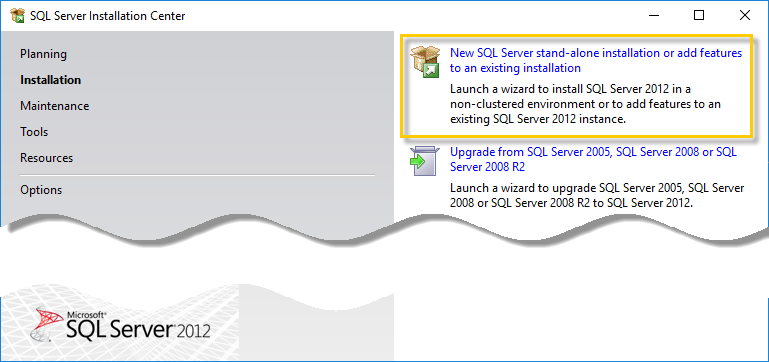 SQL Server Installation Center
Planning
Installation
Maintenance
Tools
Resources
Options
New SQL Server stand-alone installation or add features
to an existing installation
Launch a wizard to install SQL Server 2012 in a
non-clustered environment or to add features to an
existing SQL Server 2012 instance.
Upgrade from SQL Server 2005, SQL Server 2008 or SQL
Server 2008 R2
Launch a wizard to upgrade SQL Server 2005, SQL Server
2008 or SQL Server 2008 R2 to SQL Server 2012.
Microsoft®
SQL Server 2012